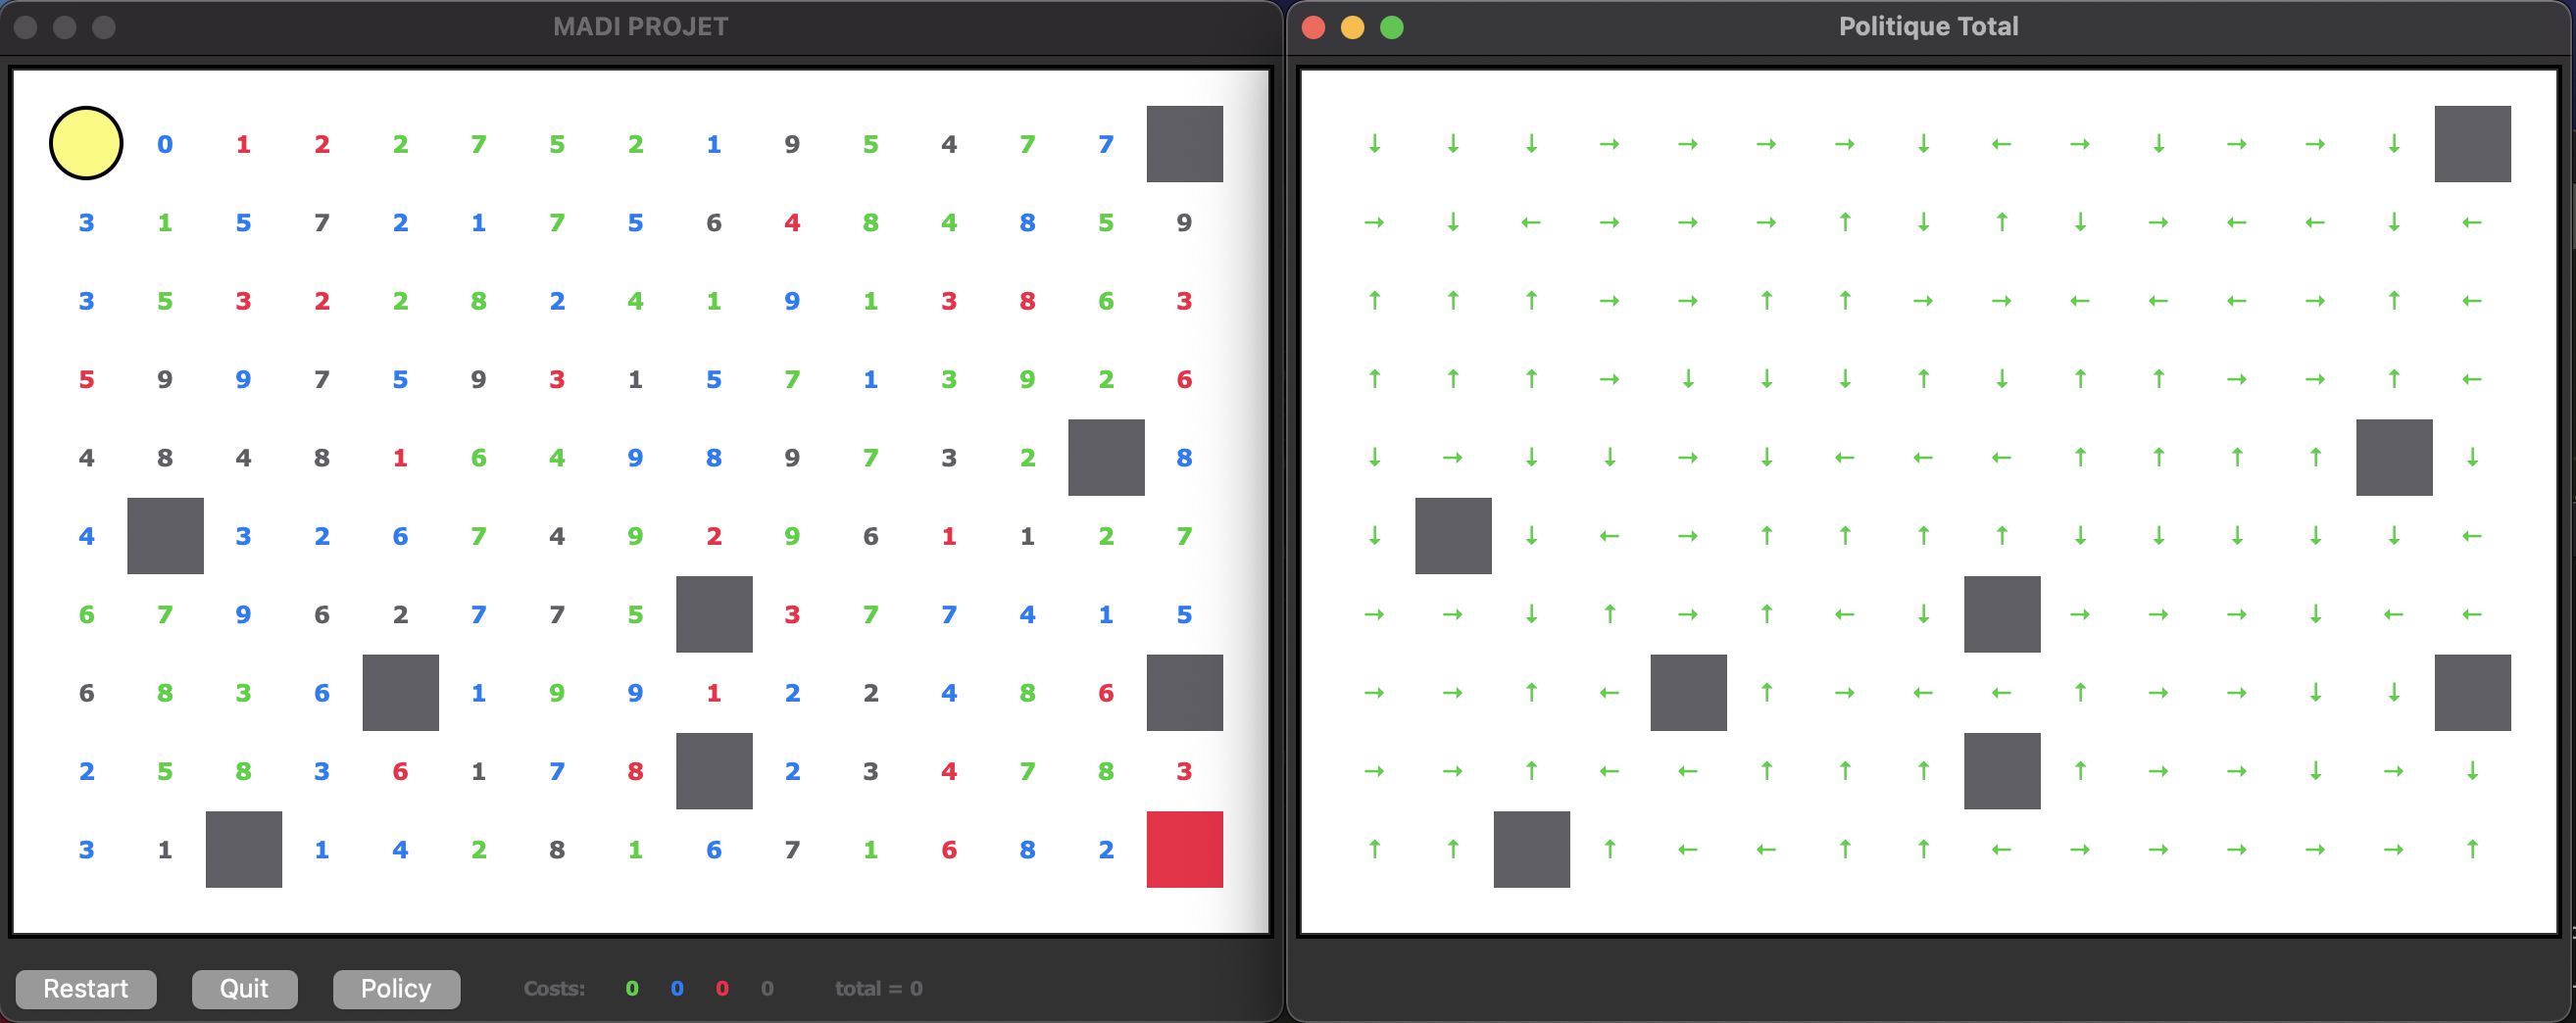 MADI PROJET
Politique Total
0 1 2 2 7 5 2 1 9 5 4 7 7
↓ ↓ ↓ → → → → ↓ ← → ↓ → → ↓
3 1 5 7 2 1 7 5 6 4 8 4 8 5 9
→ ↓ ← → → → ↑ ↓ ↑ ↓ → ← ← ↓ ←
3 5 3 2 2 8 2 4 1 9 1 3 8 6 3
↑ ↑ ↑ → → ↑ ↑ → → ← ← ← → ↑ ←
5 9 9 7 5 9 3 1 5 7 1 3 9 2 6
↑ ↑ ↑ → ↓ ↓ ↓ ↑ ↓ ↑ ↑ → → ↑ ←
4 8 4 8 1 6 4 9 8 9 7 3 2 8
↓ → ↓ ↓ → ↓ ← ← ← ↑ ↑ ↑ ↑ ↓
4 3 2 6 7 4 9 2 9 6 1 1 2 7
↓ ↓ ← → ↑ ↑ ↑ ↑ ↓ ↓ ↓ ↓ ↓ ←
6 7 9 6 2 7 7 5 3 7 7 4 1 5
→ → ↓ ↑ → ↑ ← ↓ → → → ↓ ← ←
6 8 3 6 1 9 9 1 2 2 4 8 6
→ → ↑ ← ↑ → ← ← ↑ → → ↓ ↓
2 5 8 3 6 1 7 8 2 3 4 7 8 3
→ → ↑ ← ← ↑ ↑ ↑ ↑ → → ↓ → ↓
3 1 1 4 2 8 1 6 7 1 6 8 2
↑ ↑ ↑ ← ← ↑ ↑ ← → → → → → ↑
Restart Quit Policy Costs: 0 0 0 0 total = 0